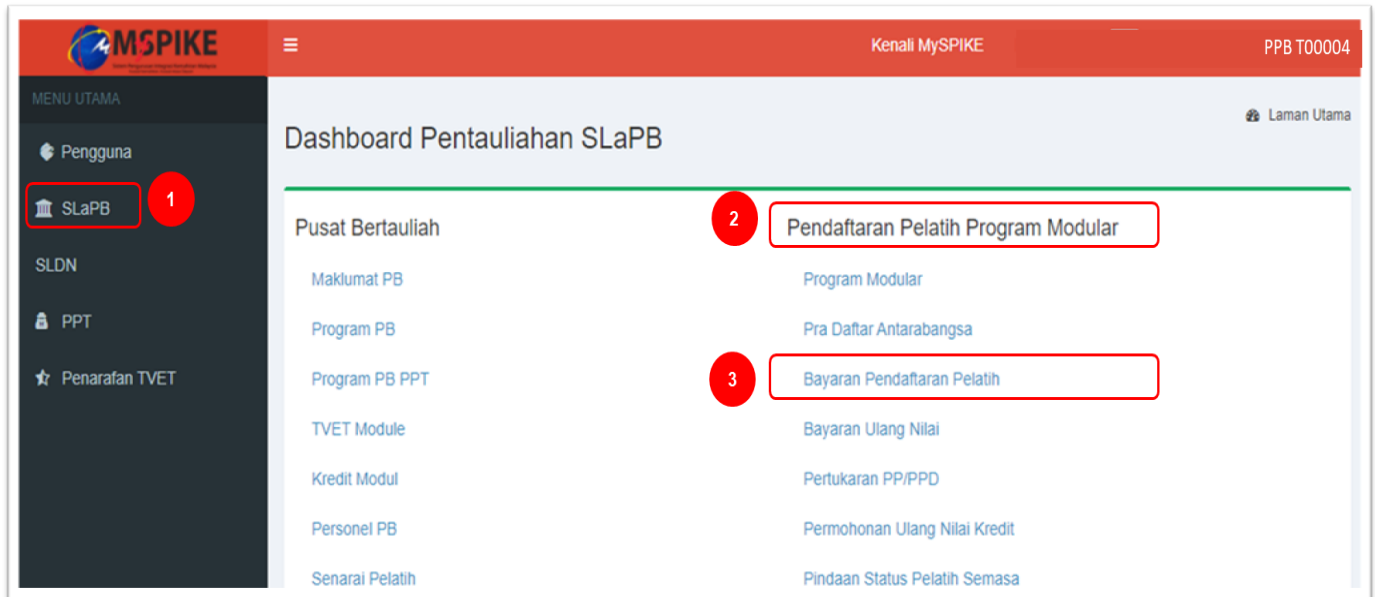 MSPIKE
Kenali MySPIKE
PPB T00004
MENU UTAMA
Laman Utama
Dashboard Pentauliahan SLaPB
Pengguna
SLaPB
1
SLDN
PPT
Penarafan TVET
Pusat Bertauliah
Maklumat PB
Program PB
Program PB PPT
TVET Module
Kredit Modul
Personel PB
Senarai Pelatih
2
Pendaftaran Pelatih Program Modular
Program Modular
Pra Daftar Antarabangsa
3
Bayaran Pendaftaran Pelatih
Bayaran Ulang Nilai
Pertukaran PP/PPD
Permohonan Ulang Nilai Kredit
Pindaan Status Pelatih Semasa